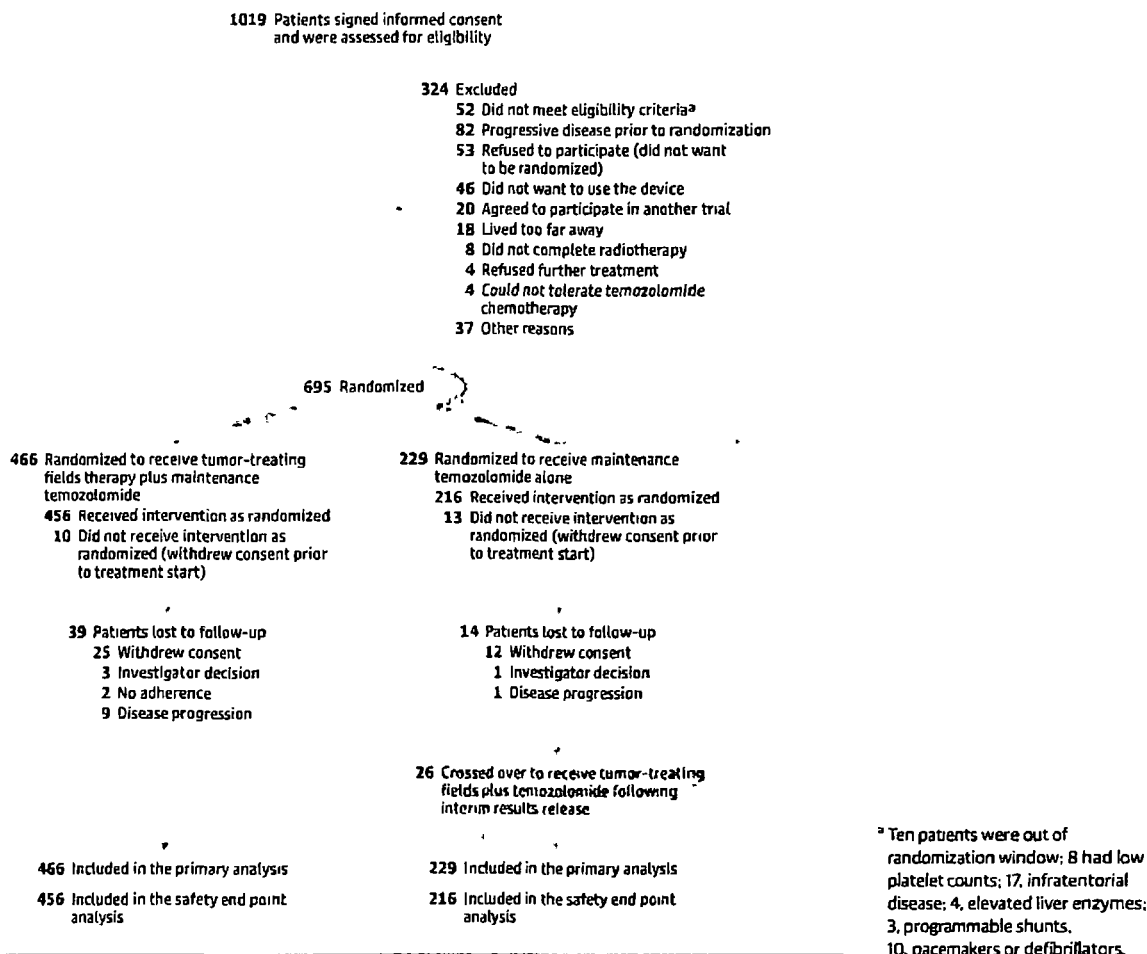 1019 Patients signed informed consent
and were assessed for eligibility
324 Excluded
52 Did not meet eligibility criteriaᵃ
82 Progressive disease prior to randomization
53 Refused to participate (did not want
to be randomized)
46 Did not want to use the device
20 Agreed to participate in another trial
18 Lived too far away
8 Did not complete radiotherapy
4 Refused further treatment
4 Could not tolerate temozolomide
chemotherapy
37 Other reasons
695 Randomized
466 Randomized to receive tumor-treating
fields therapy plus maintenance
temozolomide
456 Received intervention as randomized
10 Did not receive intervention as
randomized (withdrew consent prior
to treatment start)
229 Randomized to receive maintenance
temozolomide alone
216 Received intervention as randomized
13 Did not receive intervention as
randomized (withdrew consent prior
to treatment start)
39 Patients lost to follow-up
25 Withdrew consent
3 Investigator decision
2 No adherence
9 Disease progression
14 Patients lost to follow-up
12 Withdrew consent
1 Investigator decision
1 Disease progression
26 Crossed over to receive tumor-treating
fields plus temozolomide following
interim results release
466 Included in the primary analysis
456 Included in the safety end point
analysis
229 Included in the primary analysis
216 Included in the safety end point
analysis
ᵃ Ten patients were out of
randomization window; 8 had low
platelet counts; 17, infratentorial
disease; 4, elevated liver enzymes;
3, programmable shunts.
10, pacemakers or defibrillators.